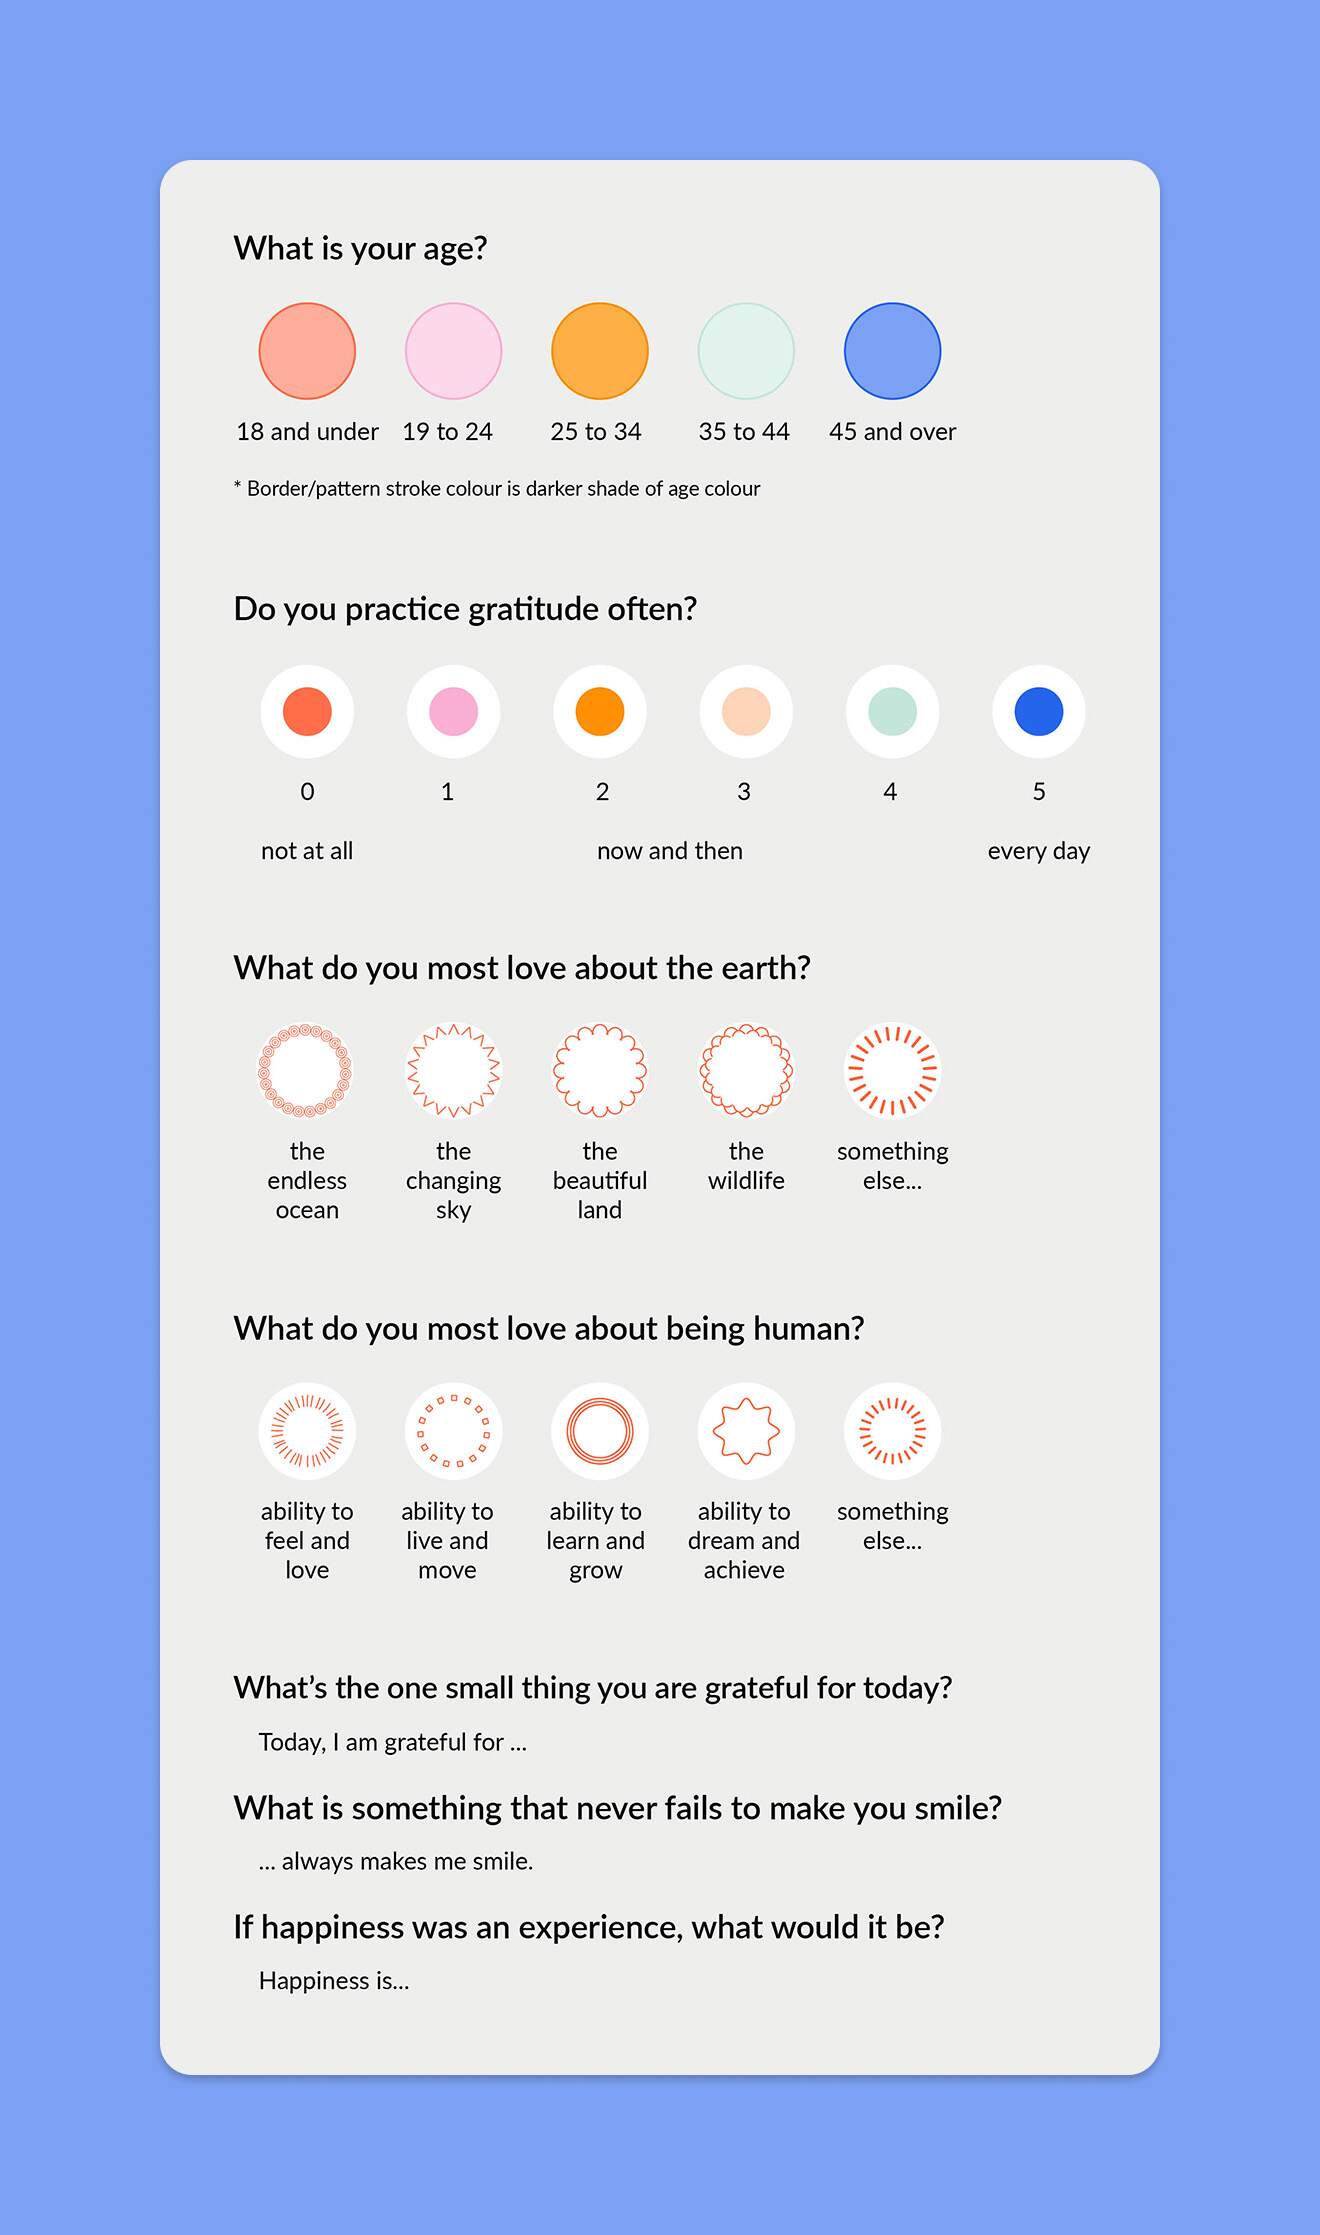 What is your age?
18 and under 19 to 24 25 to 34 35 to 44 45 and over
* Border/pattern stroke colour is darker shade of age colour
Do you practice gratitude often?
0 1 2 3 4 5
not at all now and then every day
What do you most love about the earth?
the endless ocean
the changing sky
the beautiful land
the wildlife
something else...
What do you most love about being human?
ability to feel and love
ability to live and move
ability to learn and grow
ability to dream and achieve
something else...
What’s the one small thing you are grateful for today?
Today, I am grateful for ...
What is something that never fails to make you smile?
... always makes me smile.
If happiness was an experience, what would it be?
Happiness is...